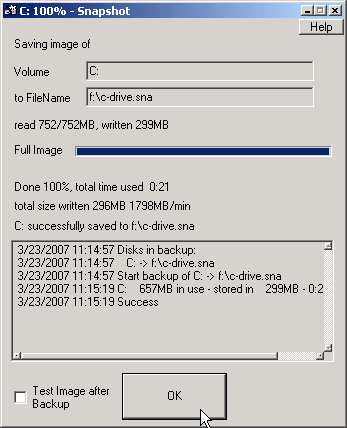 C: 100% - Snapshot
Help
Saving image of
Volume C:
to FileName f:\c-drive.sna
read 752/752MB, written 299MB
Full Image
Done 100%, total time used 0:21
total size written 296MB 1798MB/min
C: successfully saved to f:\c-drive.sna
3/23/2007 11:14:57 Disks in backup:
3/23/2007 11:14:57 C: -> f:\c-drive.sna
3/23/2007 11:14:57 Start backup of C: -> f:\c-drive.sna
3/23/2007 11:15:19 C: 657MB in use - stored in 299MB - 0:2
3/23/2007 11:15:19 Success
Test Image after
Backup
OK